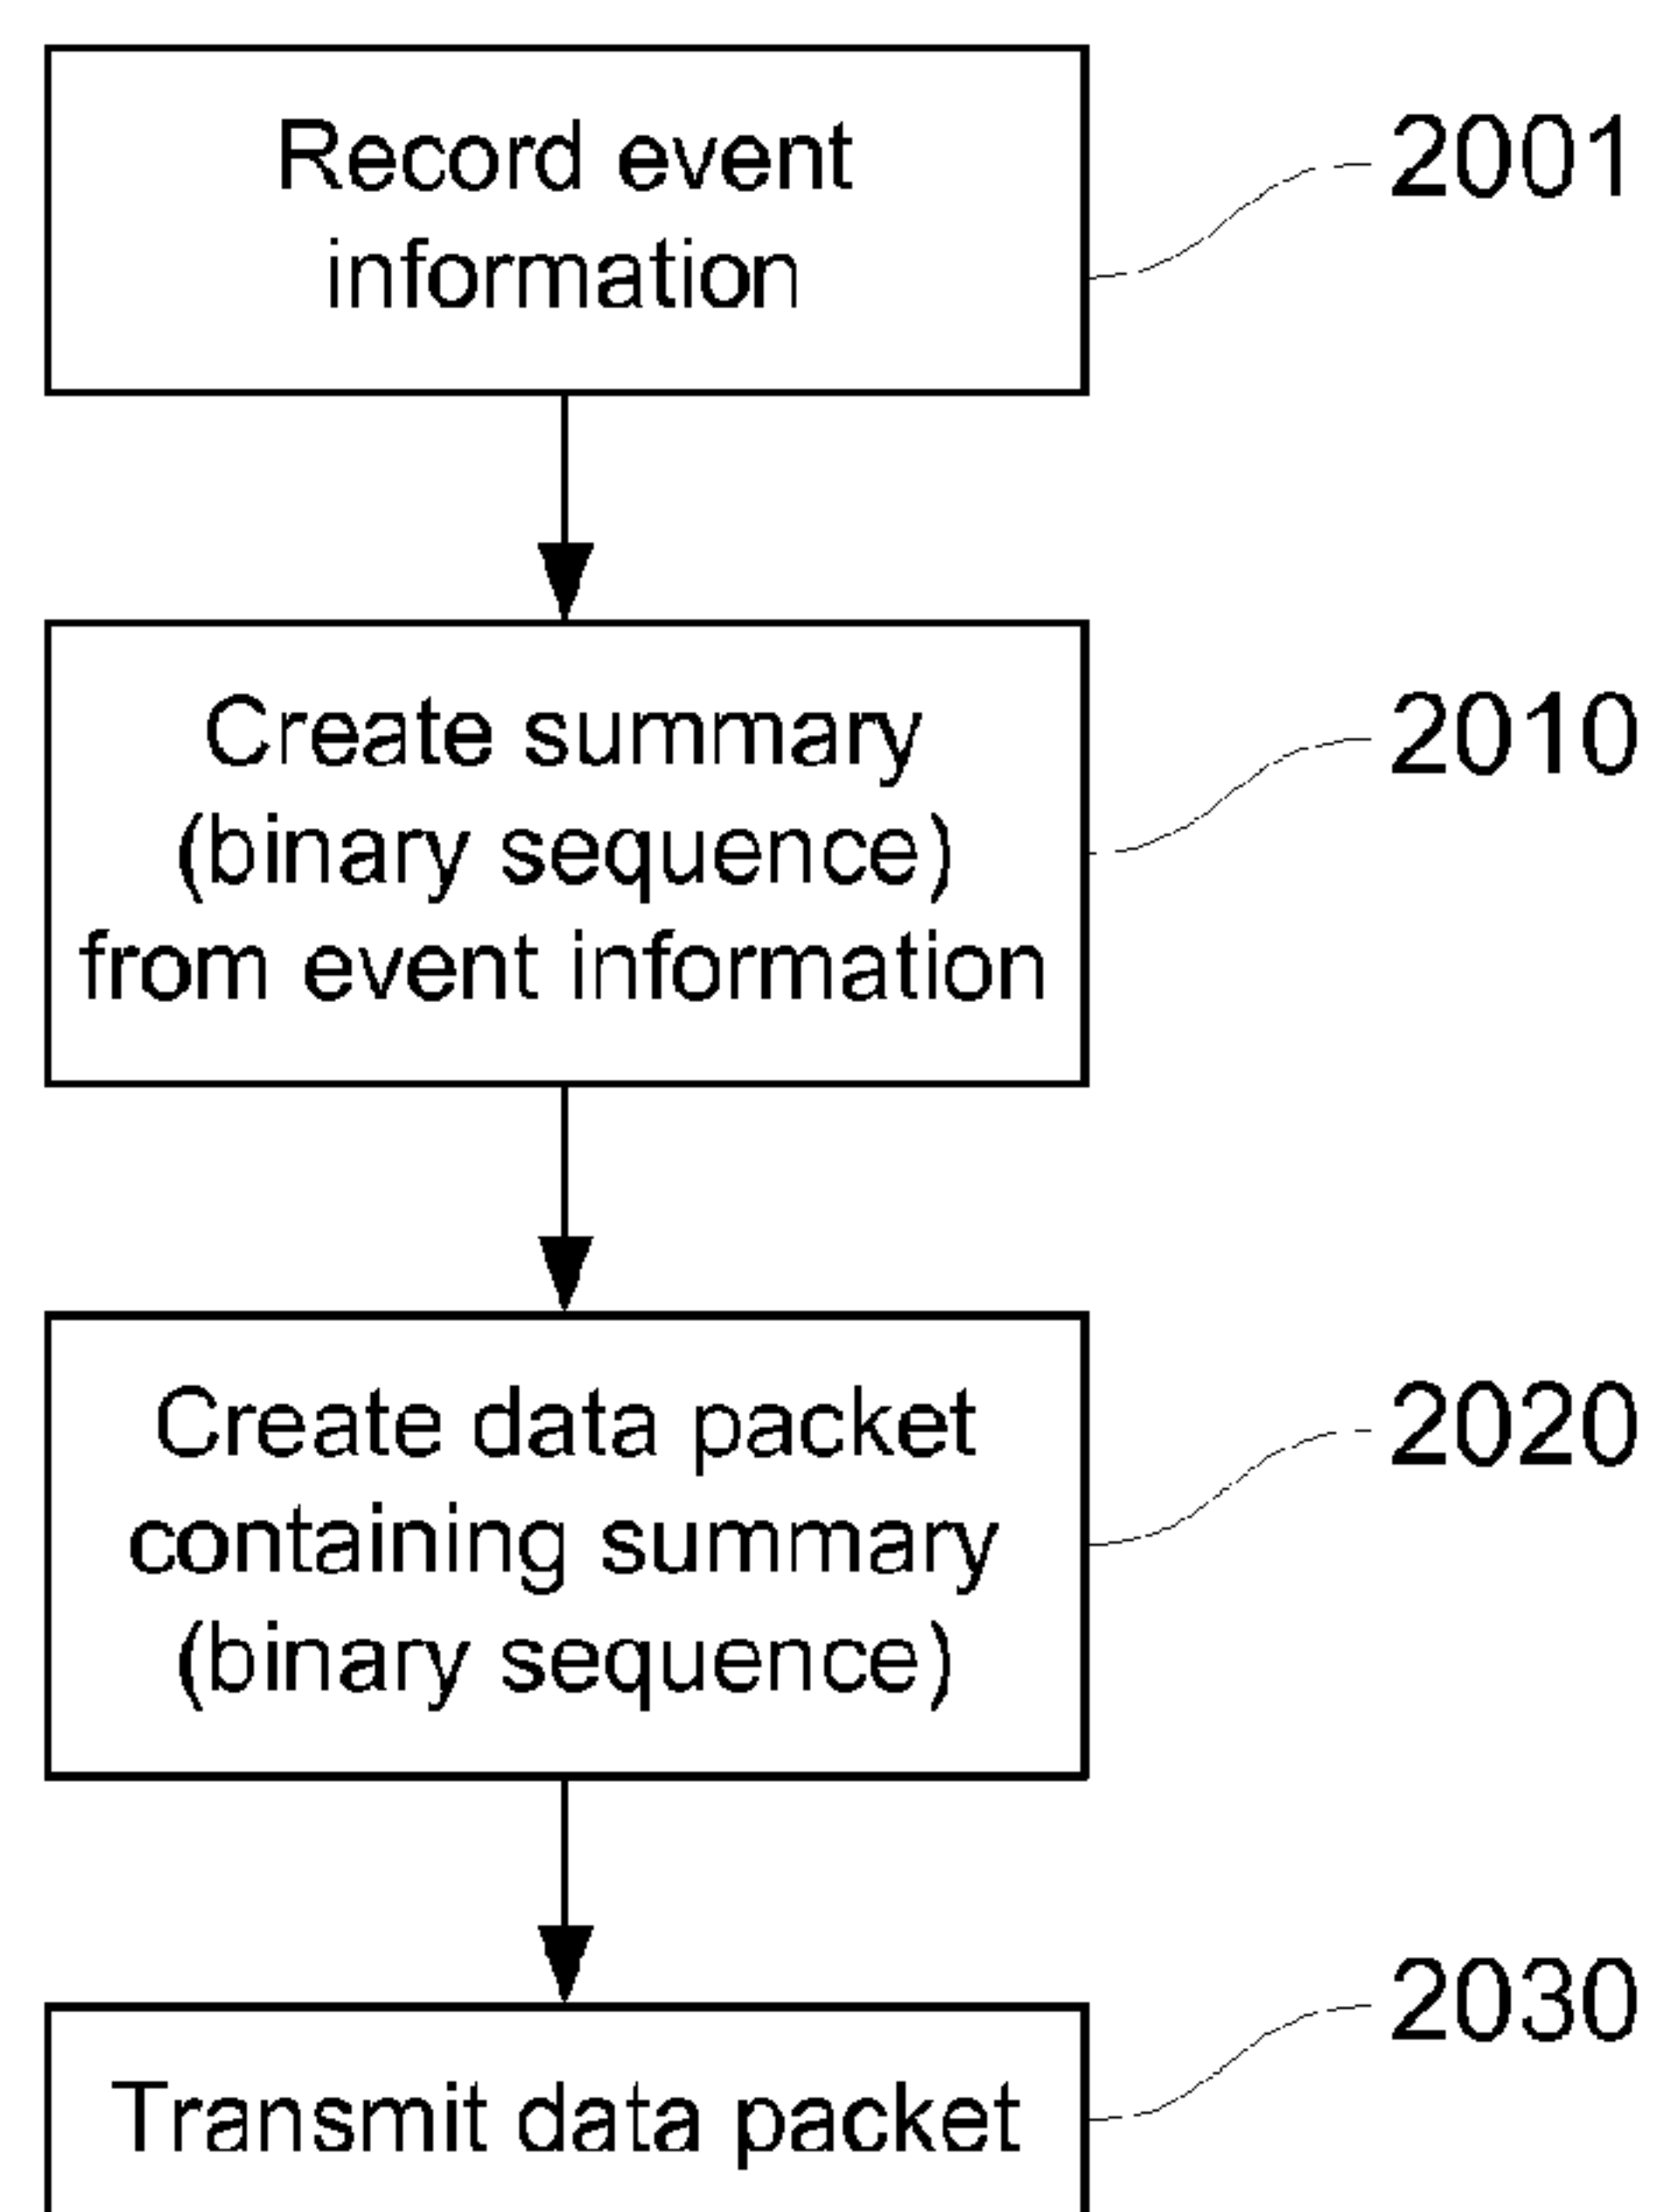 Record event
information
2001
Create summary
(binary sequence)
from event information
2010
Create data packet
containing summary
(binary sequence)
2020
Transmit data packet
2030